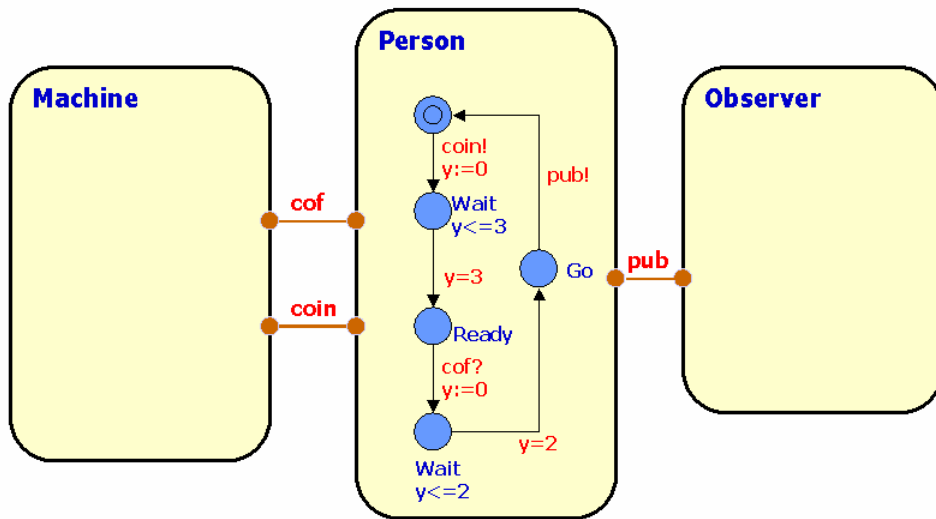 Machine
cof
coin
Person
coin!
y:=0
Wait
y<=3
y=3
Ready
cof?
y:=0
Wait
y<=2
y=2
Go
pub!
pub
Observer